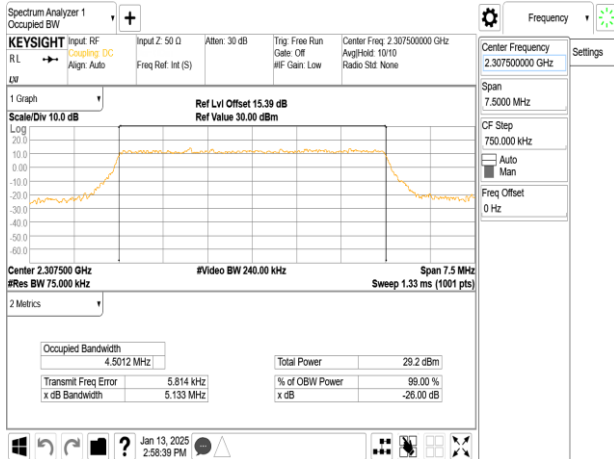 Spectrum Analyzer 1
Occupied BW
KEYSIGHT
RL
LXI
Input: RF
Coupling: DC
Align: Auto
Input Z: 50 Ω
Freq Ref: Int (S)
Atten: 30 dB
Trig: Free Run
Gate: Off
#IF Gain: Low
Center Freq: 2.307500000 GHz
Avg|Hold: 10/10
Radio Std: None
1 Graph
Scale/Div 10.0 dB
Ref Lvl Offset 15.39 dB
Ref Value 30.00 dBm
Log
20.0
10.0
0.00
-10.0
-20.0
-30.0
-40.0
-50.0
-60.0
Center 2.307500 GHz
#Res BW 75.000 kHz
#Video BW 240.00 kHz
Span 7.5 MHz
Sweep 1.33 ms (1001 pts)
2 Metrics
Occupied Bandwidth
4.5012 MHz
Transmit Freq Error 5.814 kHz
x dB Bandwidth 5.133 MHz
Total Power 29.2 dBm
% of OBW Power 99.00 %
x dB -26.00 dB
Jan 13, 2025
2:58:39 PM
Frequency
Center Frequency
2.307500000 GHz
Span
7.5000 MHz
CF Step
750.000 kHz
Auto
Man
Freq Offset
0 Hz
Settings